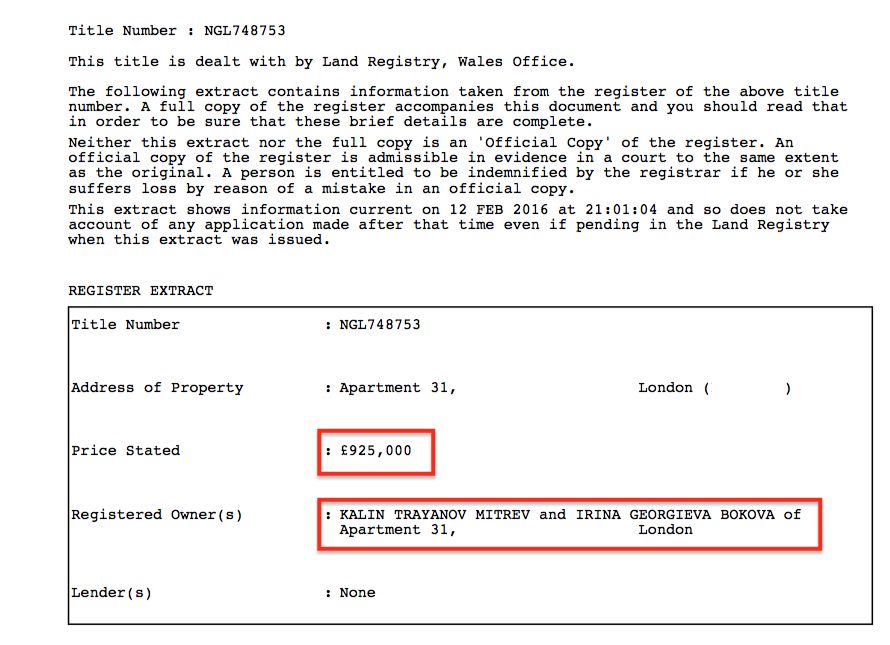 Title Number : NGL748753
This title is dealt with by Land Registry, Wales Office.
The following extract contains information taken from the register of the above title
number. A full copy of the register accompanies this document and you should read that
in order to be sure that these brief details are complete.
Neither this extract nor the full copy is an 'Official Copy' of the register. An
official copy of the register is admissible in evidence in a court to the same extent
as the original. A person is entitled to be indemnified by the registrar if he or she
suffers loss by reason of a mistake in an official copy.
This extract shows information current on 12 FEB 2016 at 21:01:04 and so does not take
account of any application made after that time even if pending in the Land Registry
when this extract was issued.
REGISTER EXTRACT
Title Number : NGL748753
Address of Property : Apartment 31, London ( )
Price Stated : £925,000
Registered Owner(s) : KALIN TRAYANOV MITREV and IRINA GEORGIEVA BOKOVA of
Apartment 31, London
Lender(s) : None